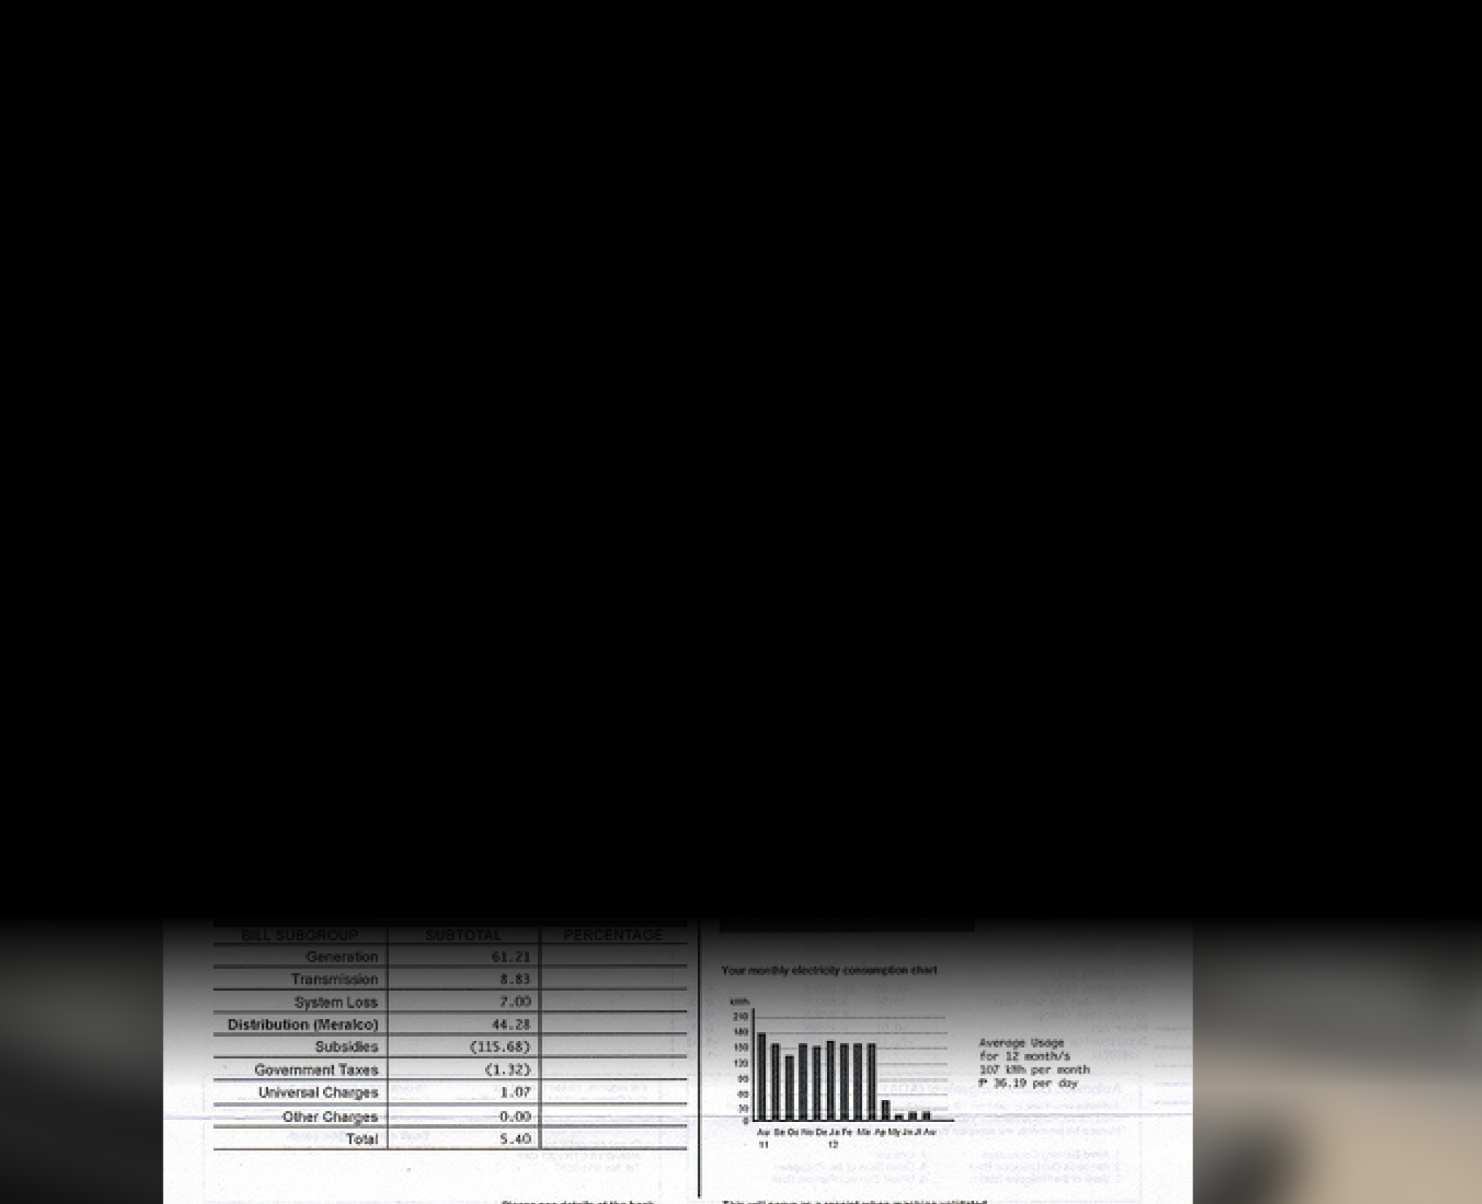 BILL SUBGROUP SUBTOTAL PERCENTAGE
Generation 61.21
Transmission 8.83
System Loss 7.00
Distribution (Meralco) 44.28
Subsidies (115.68)
Government Taxes (1.32)
Universal Charges 1.07
Other Charges 0.00
Total 5.40
Please see details at the back
Your monthly electricity consumption chart
kWh
210
180
150
120
90
60
30
0
Au Se Oc No De Ja Fe Ma Ap My Jn Jl Au
11 12
Average Usage
for 12 month/s
107 kWh per month
₱ 36.19 per day
This will serve as a receipt when machine validated